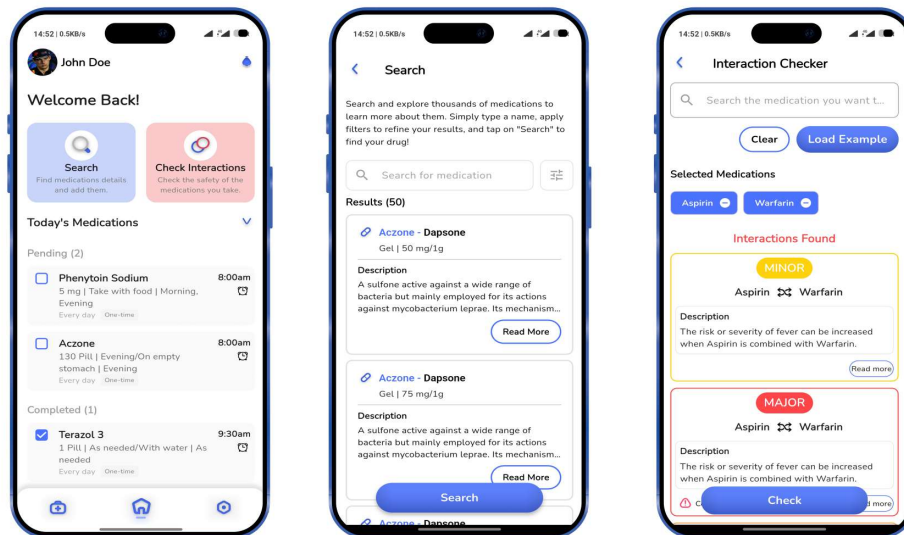 14:52 | 0.5KB/s
John Doe
Welcome Back!
Search
Find medications details
and add them.
Check Interactions
Check the safety of the
medications you take.
Today's Medications
Pending (2)
Phenytoin Sodium
8:00am
5 mg | Take with food | Morning,
Evening
Every day One-time
Aczone
8:00am
130 Pill | Evening/On empty
stomach | Evening
Every day One-time
Completed (1)
Terazol 3
9:30am
1 Pill | As needed/With water | As
needed
Every day One-time
14:52 | 0.5KB/s
Search
Search and explore thousands of medications to
learn more about them. Simply type a name, apply
filters to refine your results, and tap on "Search" to
find your drug!
Search for medication
Results (50)
Aczone - Dapsone
Gel | 50 mg/1g
Description
A sulfone active against a wide range of
bacteria but mainly employed for its actions
against mycobacterium leprae. Its mechanism...
Read More
Aczone - Dapsone
Gel | 75 mg/1g
Description
A sulfone active against a wide range of
bacteria but mainly employed for its actions
against mycobacterium leprae. Its mechanism...
Read More
Search
Aczone - Dapsone
14:52 | 0.5KB/s
Interaction Checker
Search the medication you want t...
Clear
Load Example
Selected Medications
Aspirin
Warfarin
Interactions Found
MINOR
Aspirin Warfarin
Description
The risk or severity of fever can be increased
when Aspirin is combined with Warfarin.
Read more
MAJOR
Aspirin Warfarin
Description
The risk or severity of fever can be increased
when Aspirin is combined with Warfarin.
Check
more